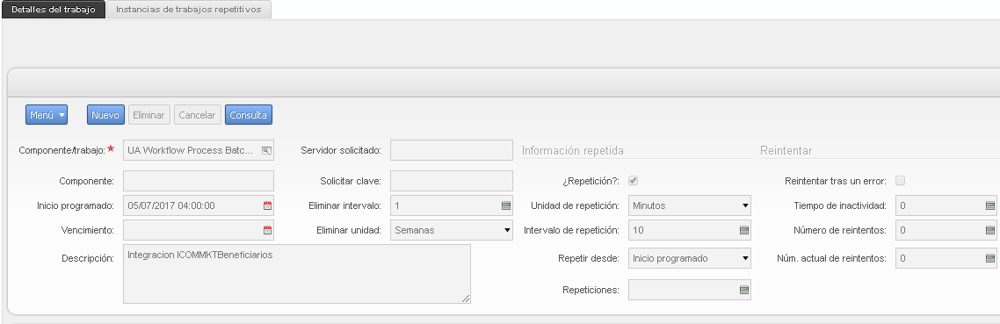 Detalles del trabajo
Instancias de trabajos repetitivos
Menú
Nuevo
Eliminar
Cancelar
Consulta
Componente/trabajo:* UA Workflow Process Batc...
Servidor solicitado:
Información repetida
Reintentar
Componente:
Solicitar clave:
¿Repetición?:
Reintentar tras un error:
Inicio programado: 05/07/2017 04:00:00
Eliminar intervalo: 1
Unidad de repetición: Minutos
Tiempo de inactividad: 0
Vencimiento:
Eliminar unidad: Semanas
Intervalo de repetición: 10
Número de reintentos: 0
Descripción: Integracion ICOMMKTBeneficiarios
Repetir desde: Inicio programado
Núm. actual de reintentos: 0
Repeticiones: